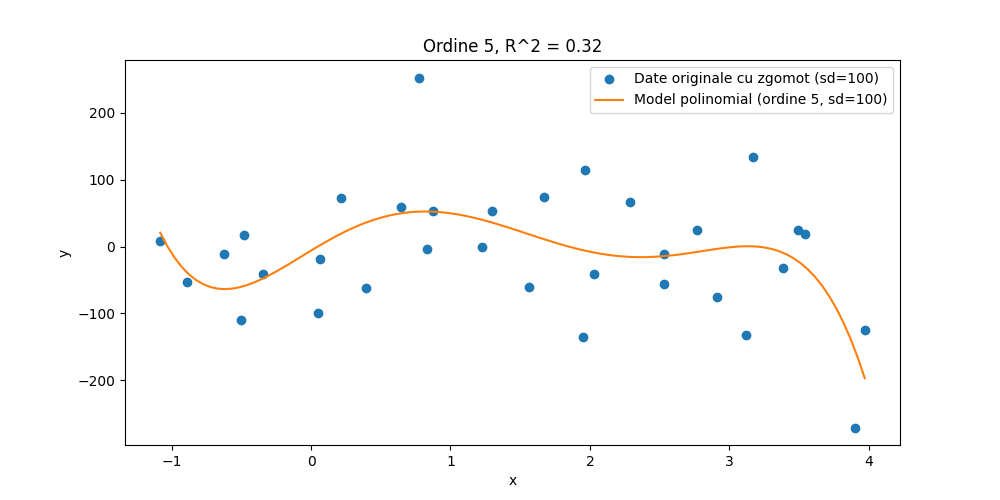 Ordine 5, R^2 = 0.32
Date originale cu zgomot (sd=100)
Model polinomial (ordine 5, sd=100)
200
100
0
−100
−200
y
−1
0
1
2
3
4
x